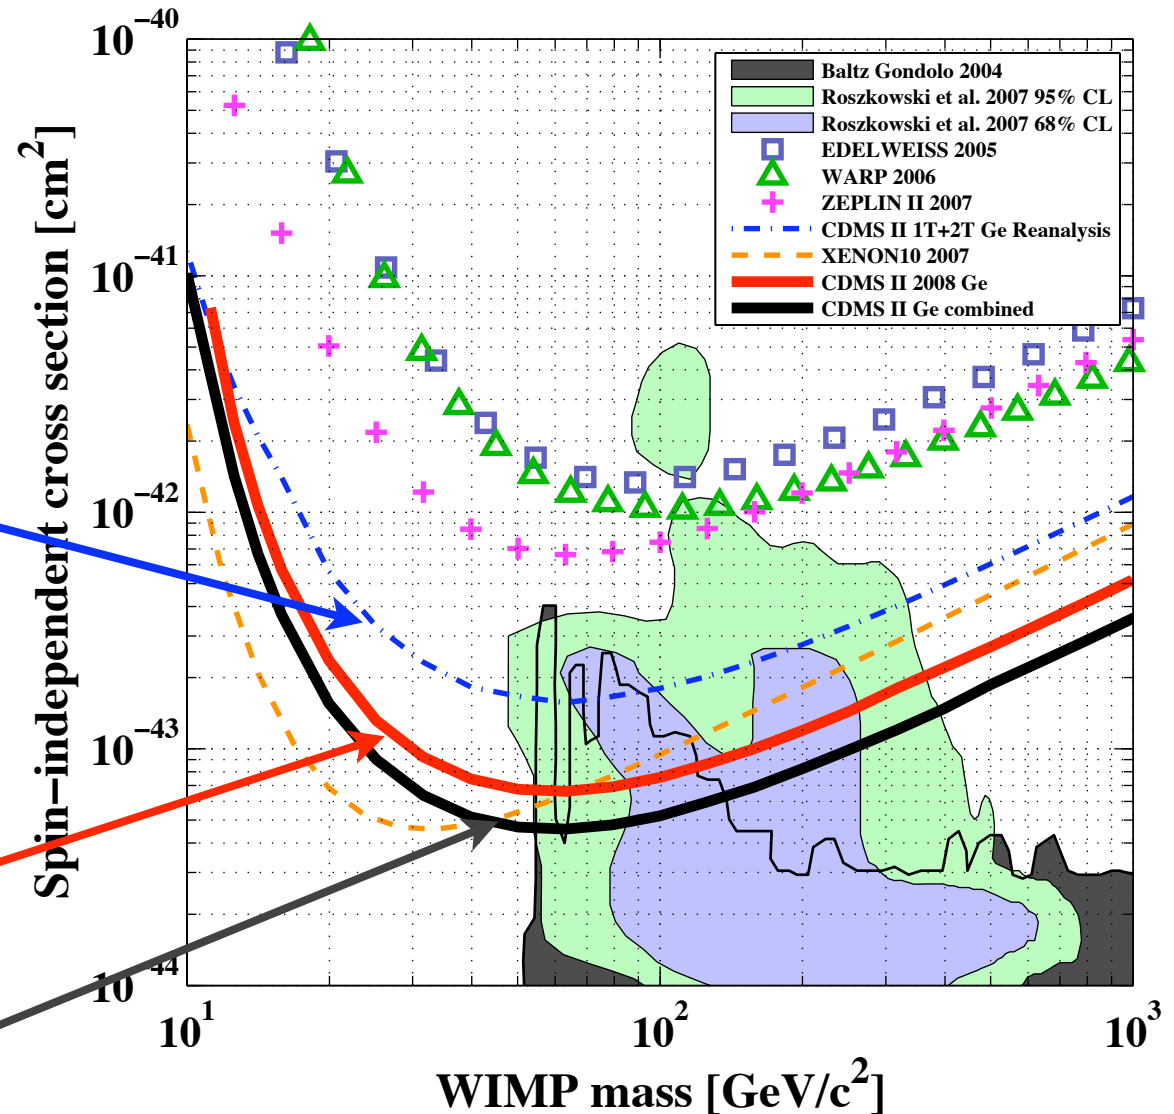 10^−40
10^−41
10^−42
10^−43
10^−44
Spin−independent cross section [cm^2]
Baltz Gondolo 2004
Roszkowski et al. 2007 95% CL
Roszkowski et al. 2007 68% CL
EDELWEISS 2005
WARP 2006
ZEPLIN II 2007
CDMS II 1T+2T Ge Reanalysis
XENON10 2007
CDMS II 2008 Ge
CDMS II Ge combined
10^1 10^2 10^3
WIMP mass [GeV/c^2]